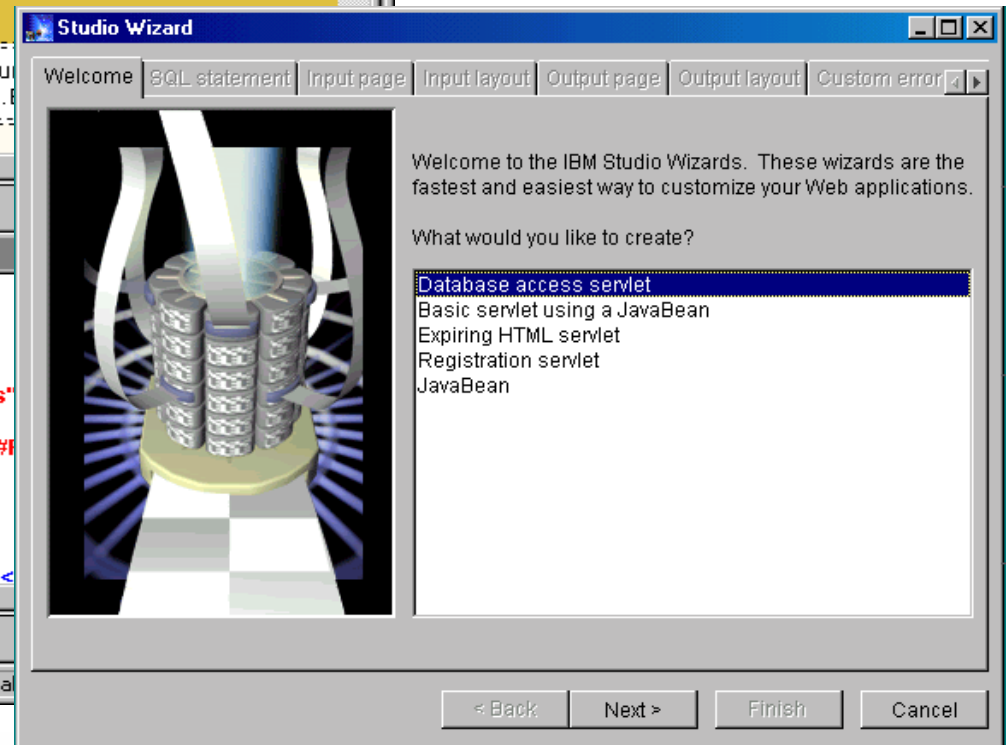 Studio Wizard
Welcome SQL statement Input page Input layout Output page Output layout Custom error
Welcome to the IBM Studio Wizards. These wizards are the
fastest and easiest way to customize your Web applications.
What would you like to create?
Database access servlet
Basic servlet using a JavaBean
Expiring HTML servlet
Registration servlet
JavaBean
< Back Next > Finish Cancel